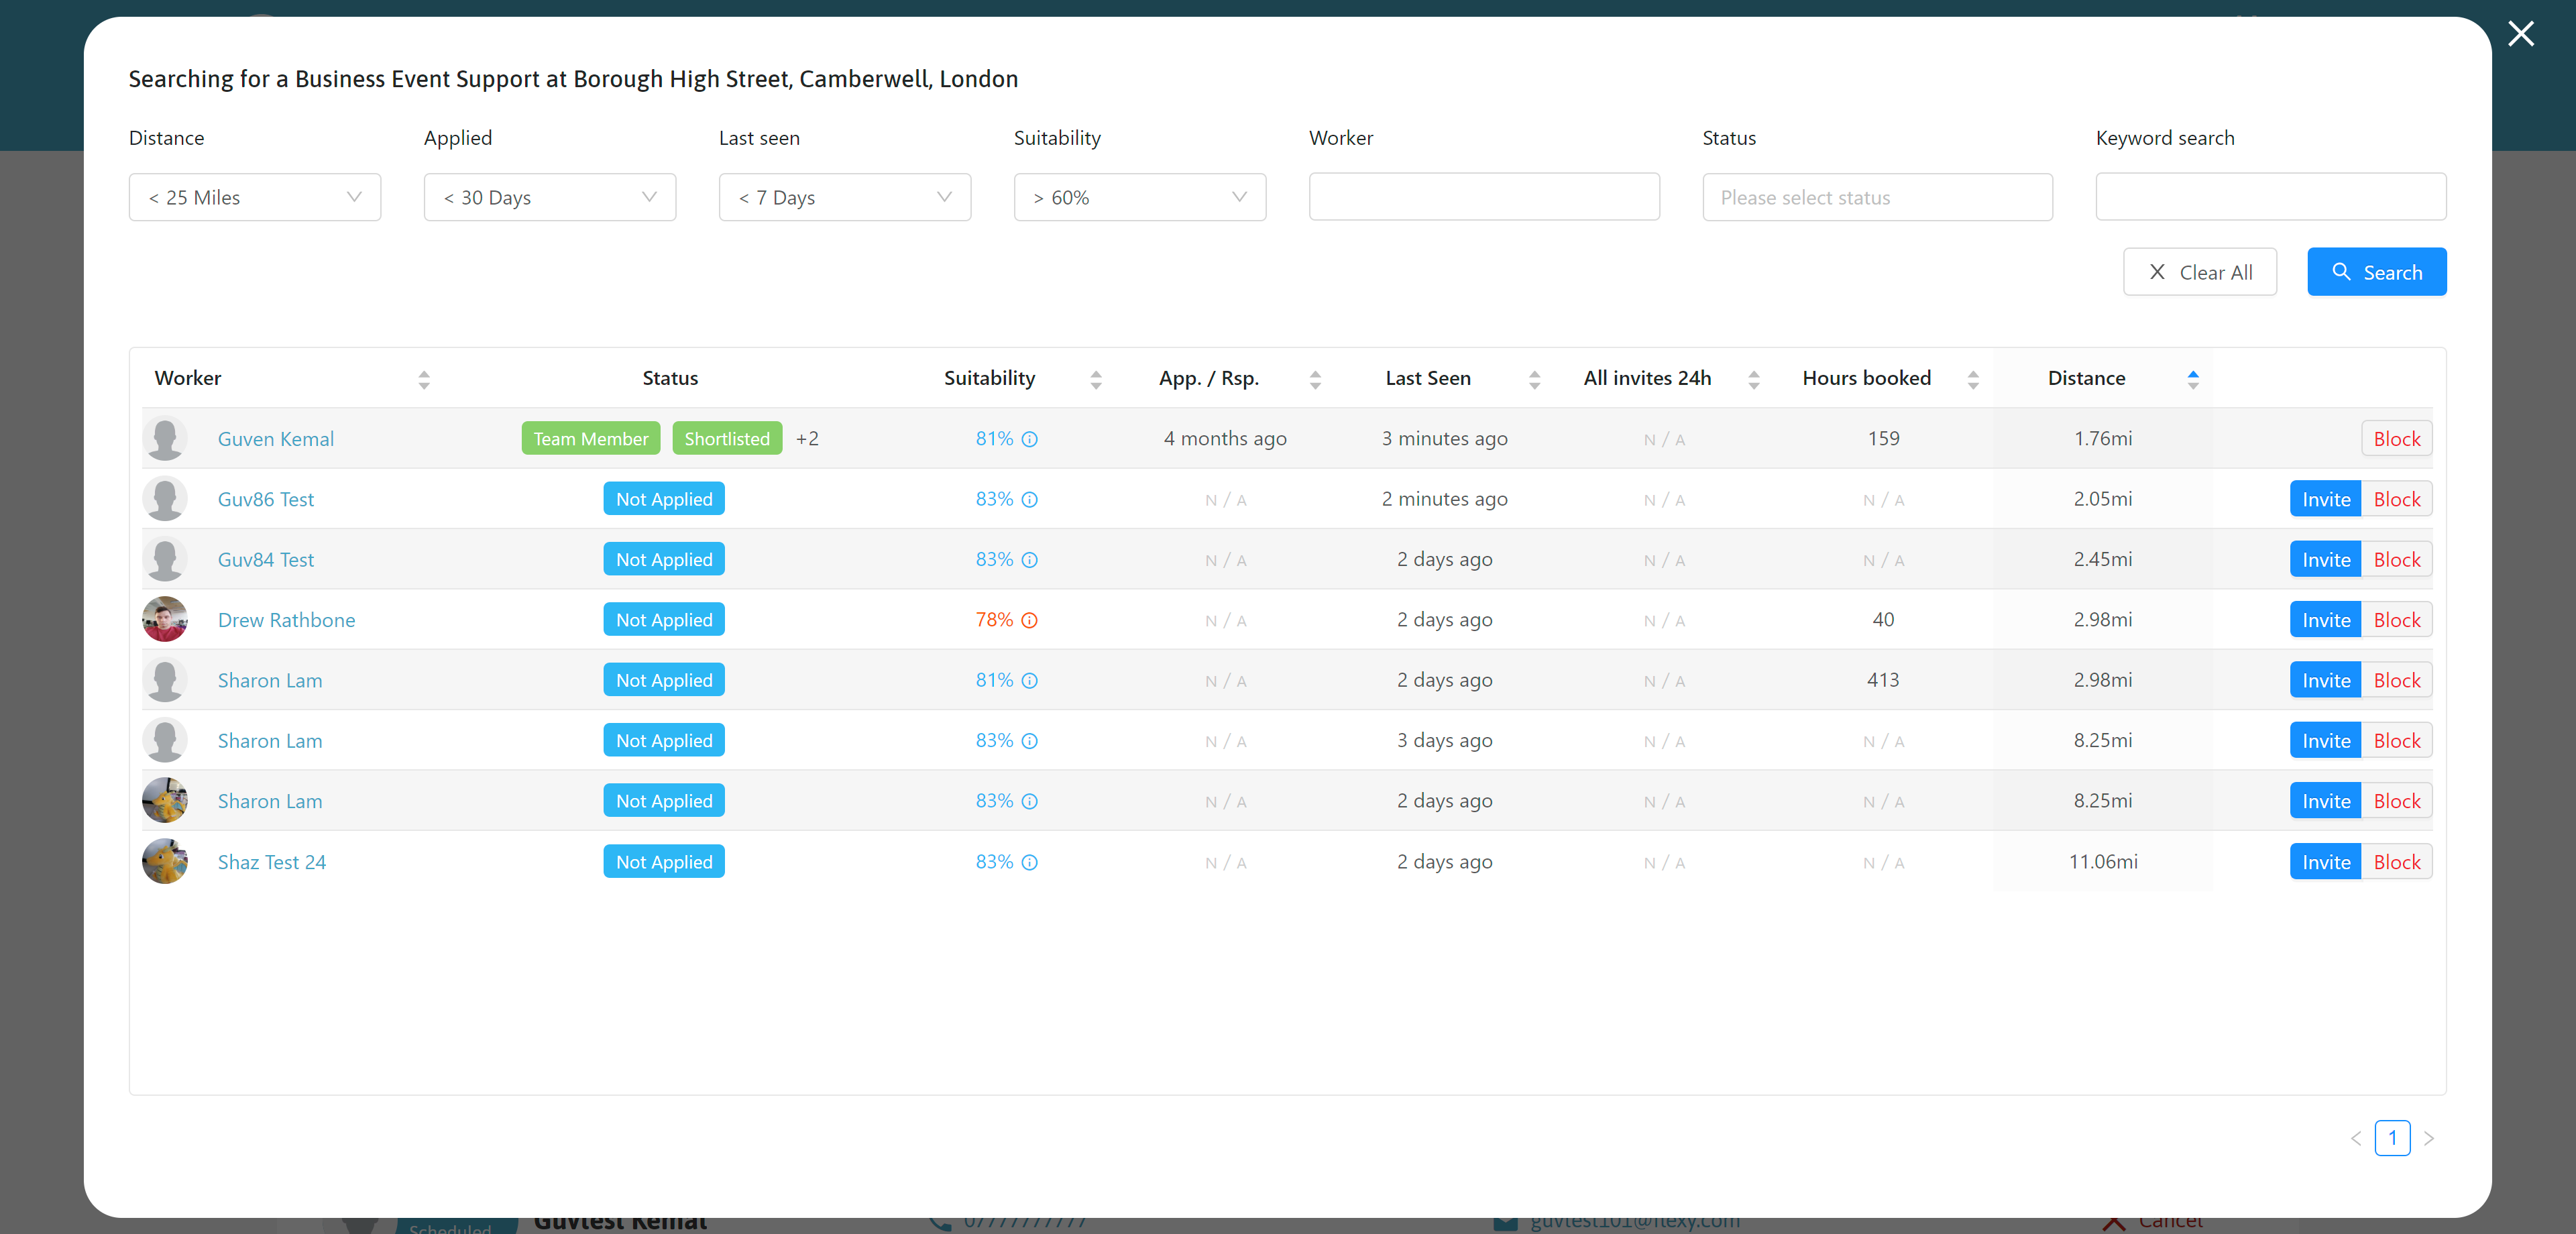 Searching for a Business Event Support at Borough High Street, Camberwell, London
Distance Applied Last seen Suitability Worker Status Keyword search
< 25 Miles < 30 Days < 7 Days > 60% Please select status
Clear All Search
Worker Status Suitability App. / Rsp. Last Seen All invites 24h Hours booked Distance
Guven Kemal Team Member Shortlisted +2 81% 4 months ago 3 minutes ago N / A 159 1.76mi Block
Guv86 Test Not Applied 83% N / A 2 minutes ago N / A N / A 2.05mi Invite Block
Guv84 Test Not Applied 83% N / A 2 days ago N / A N / A 2.45mi Invite Block
Drew Rathbone Not Applied 78% N / A 2 days ago N / A 40 2.98mi Invite Block
Sharon Lam Not Applied 81% N / A 2 days ago N / A 413 2.98mi Invite Block
Sharon Lam Not Applied 83% N / A 3 days ago N / A N / A 8.25mi Invite Block
Sharon Lam Not Applied 83% N / A 2 days ago N / A N / A 8.25mi Invite Block
Shaz Test 24 Not Applied 83% N / A 2 days ago N / A N / A 11.06mi Invite Block
< 1 >
Scheduled Guvtest Kemal 07777777777 guvtest101@flexy.com Cancel